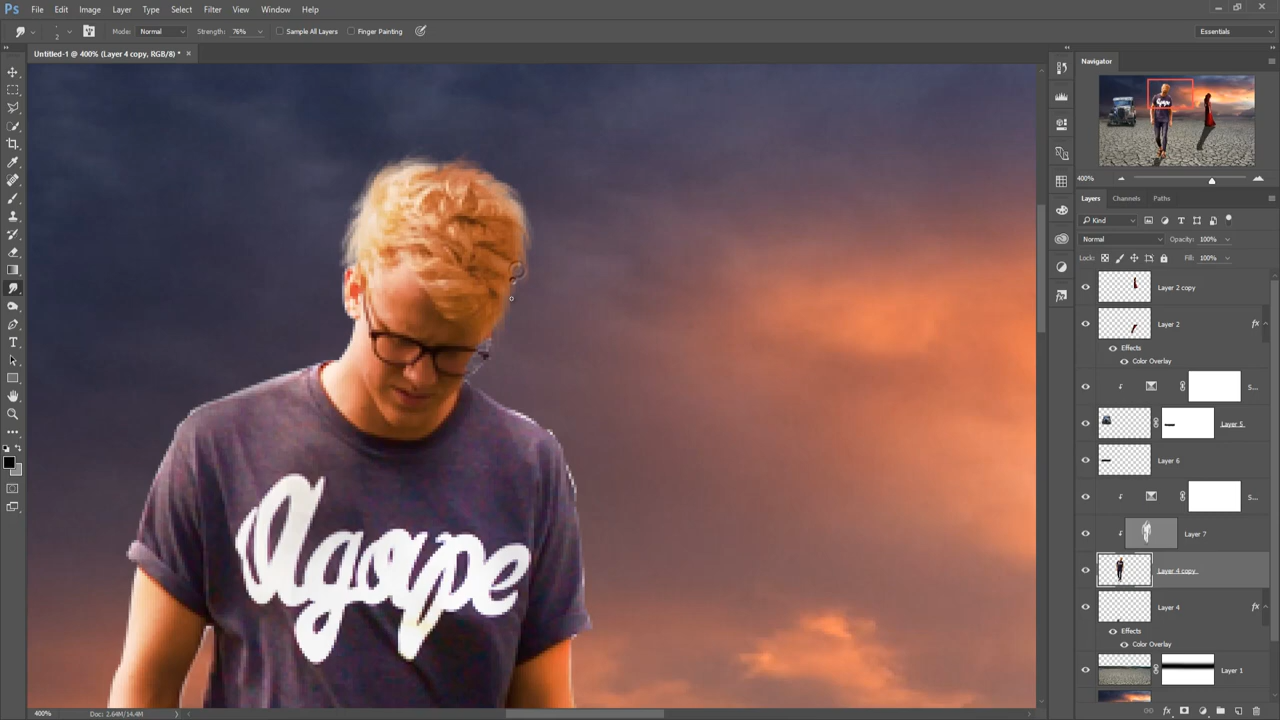 Ps File Edit Image Layer Type Select Filter View Window Help
2 Mode: Normal Strength: 76% Sample All Layers Finger Painting Essentials
Untitled-1 @ 400% (Layer 4 copy, RGB/8) * ×
Navigator
400%
Layers Channels Paths
Kind
Normal Opacity: 100%
Lock: Fill: 100%
Layer 2 copy
Layer 2 fx
Effects
Color Overlay
S...
Layer 5
Layer 6
S...
Layer 7
Layer 4 copy
Layer 4 fx
Effects
Color Overlay
Layer 1
Agape
400% Doc: 2.64M/14.4M